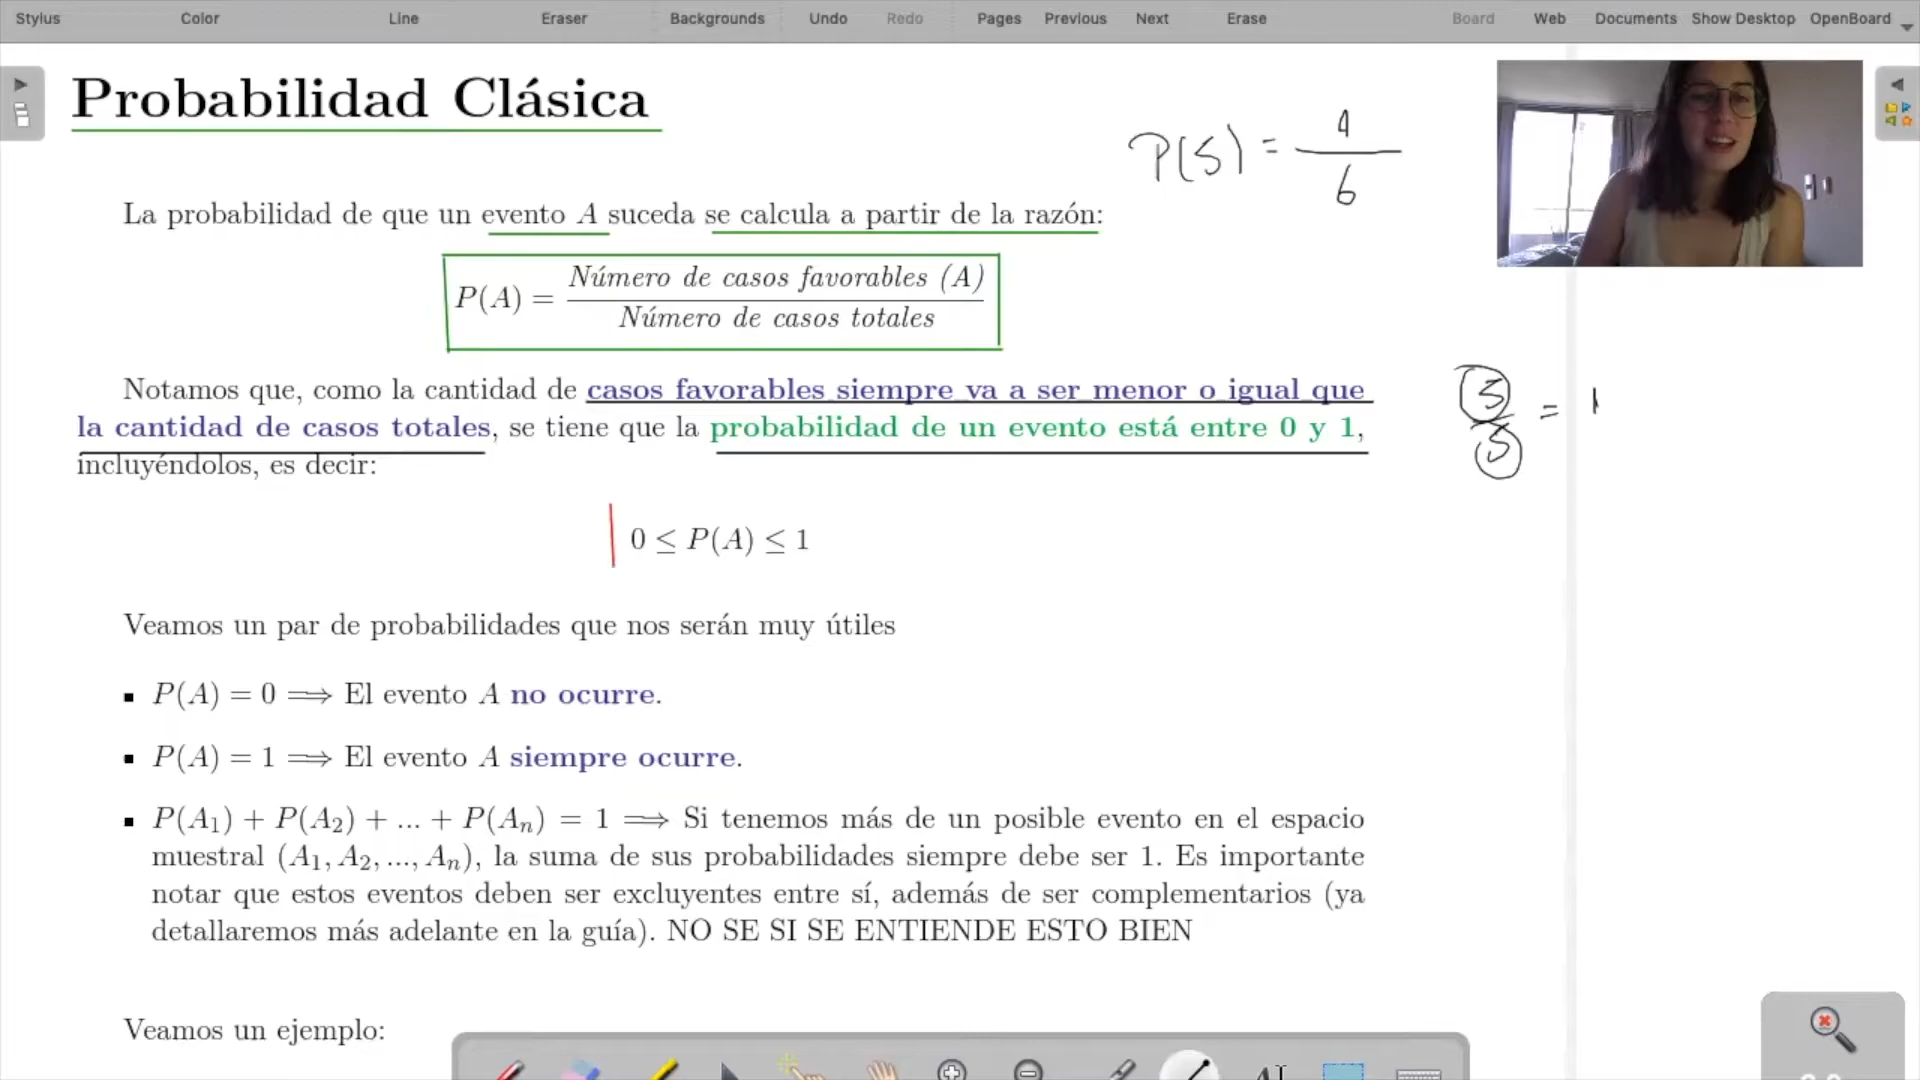 Stylus Color Line Eraser Backgrounds Undo Redo Pages Previous Next Erase Board Web Documents Show Desktop OpenBoard
Probabilidad Clásica
La probabilidad de que un evento A suceda se calcula a partir de la razón:
P(A) = Número de casos favorables (A) / Número de casos totales
Notamos que, como la cantidad de casos favorables siempre va a ser menor o igual que
la cantidad de casos totales, se tiene que la probabilidad de un evento está entre 0 y 1,
incluyéndolos, es decir:
0 ≤ P(A) ≤ 1
Veamos un par de probabilidades que nos serán muy útiles
▪ P(A) = 0 ⟹ El evento A no ocurre.
▪ P(A) = 1 ⟹ El evento A siempre ocurre.
▪ P(A₁) + P(A₂) + ... + P(Aₙ) = 1 ⟹ Si tenemos más de un posible evento en el espacio
muestral (A₁, A₂, ..., Aₙ), la suma de sus probabilidades siempre debe ser 1. Es importante
notar que estos eventos deben ser excluyentes entre sí, además de ser complementarios (ya
detallaremos más adelante en la guía). NO SE SI SE ENTIENDE ESTO BIEN
Veamos un ejemplo:
5/5 = 1